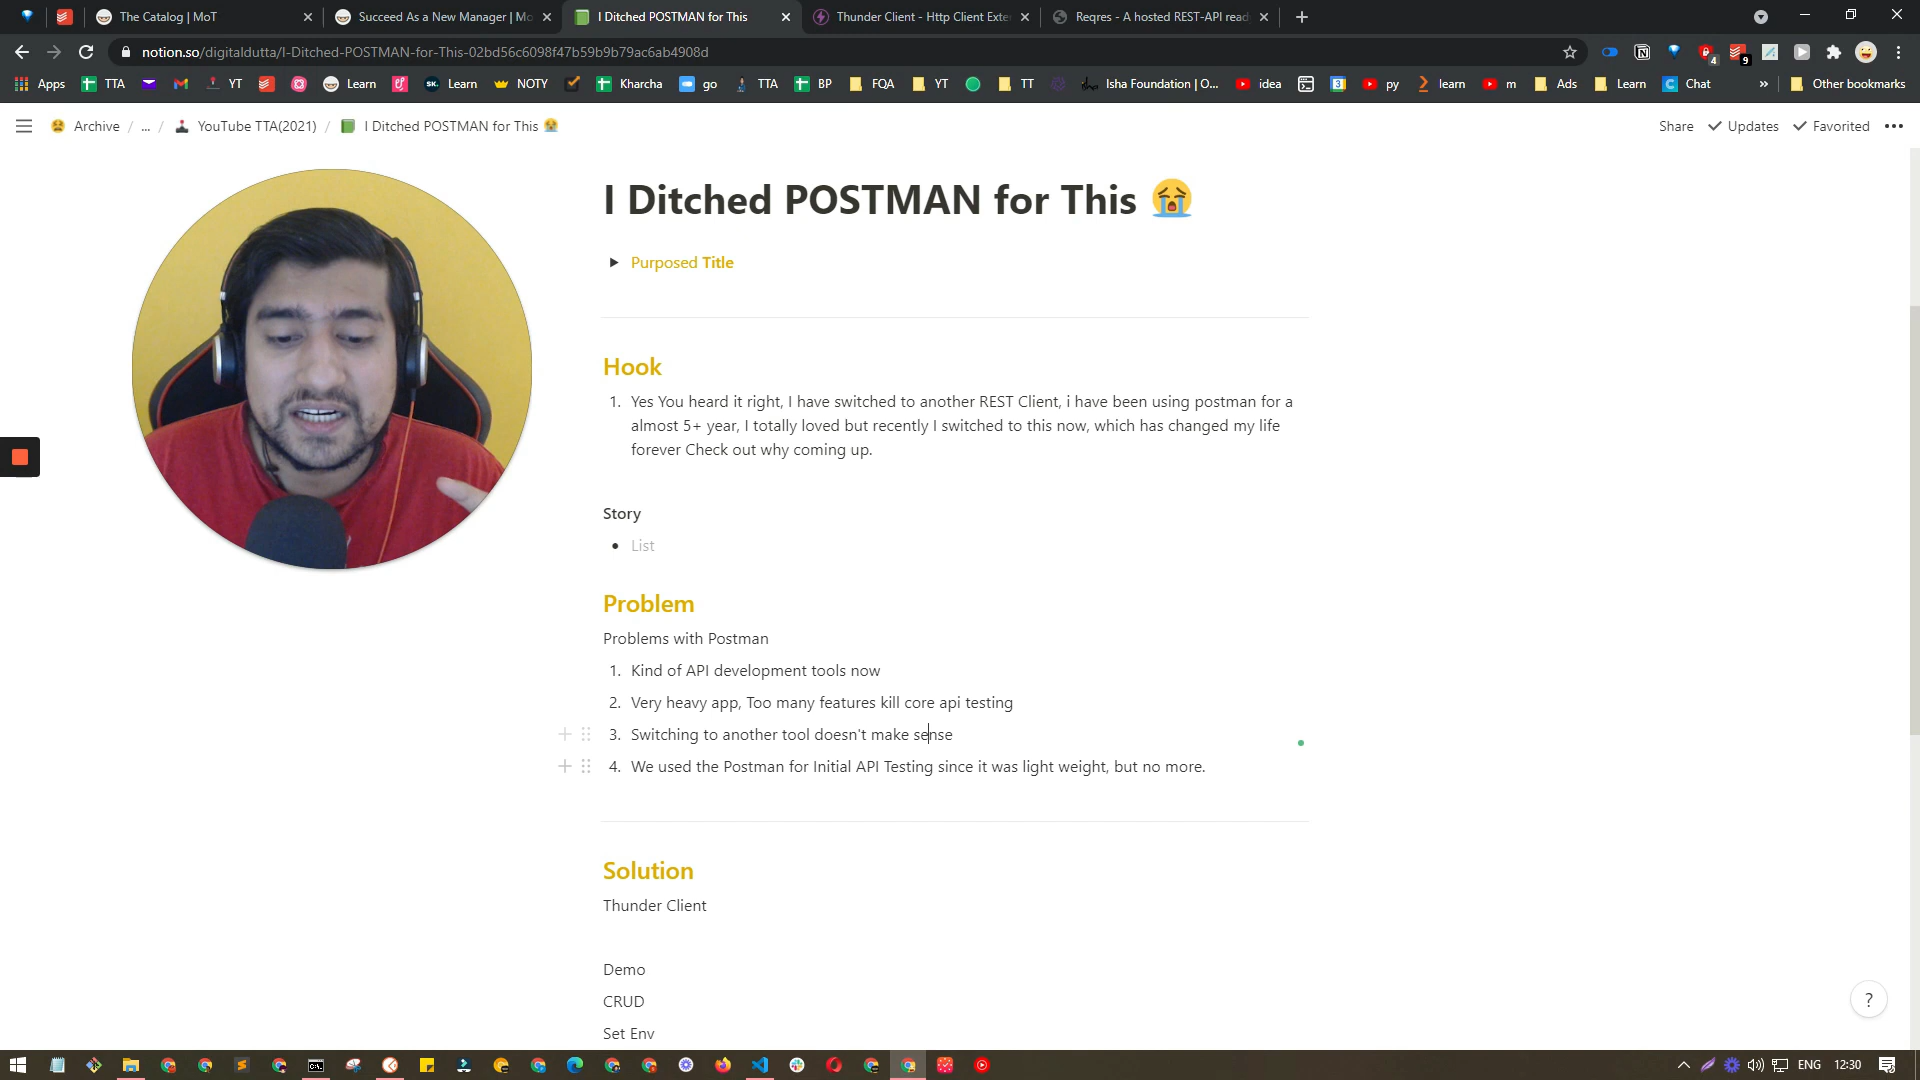 The Catalog | MoT
Succeed As a New Manager | Mo
I Ditched POSTMAN for This
Thunder Client - Http Client Exte
Reqres - A hosted REST-API read
notion.so/digitaldutta/I-Ditched-POSTMAN-for-This-02bd56c6098f47b59b9b79ac6ab4908d
4
9
Apps
TTA
YT
Learn
Learn
NOTY
Kharcha
go
TTA
BP
FQA
YT
TT
Isha Foundation | O...
idea
py
learn
m
Ads
Learn
Chat
»
Other bookmarks
Archive / ... / YouTube TTA(2021) / I Ditched POSTMAN for This
Share
Updates
Favorited
I Ditched POSTMAN for This
Purposed Title
Hook
1. Yes You heard it right, I have switched to another REST Client, i have been using postman for a
almost 5+ year, I totally loved but recently I switched to this now, which has changed my life
forever Check out why coming up.
Story
• List
Problem
Problems with Postman
1. Kind of API development tools now
2. Very heavy app, Too many features kill core api testing
3. Switching to another tool doesn't make sense
4. We used the Postman for Initial API Testing since it was light weight, but no more.
Solution
Thunder Client
Demo
CRUD
Set Env
?
ENG
12:30